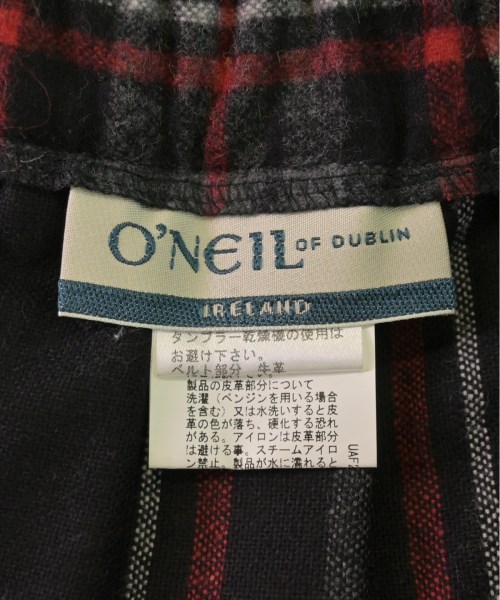 O'NEIL OF DUBLIN
IRELAND
タンブラー乾燥機の使用は
お避け下さい。
ベルト部分 牛革
製品の皮革部分について
洗濯（ベンジンを用いる場合
を含む）又は水洗いすると皮
革の色が落ち、硬化する恐れ
がある。アイロンは皮革部分
は避ける事。スチームアイロ
ン禁止。製品が水に濡れると